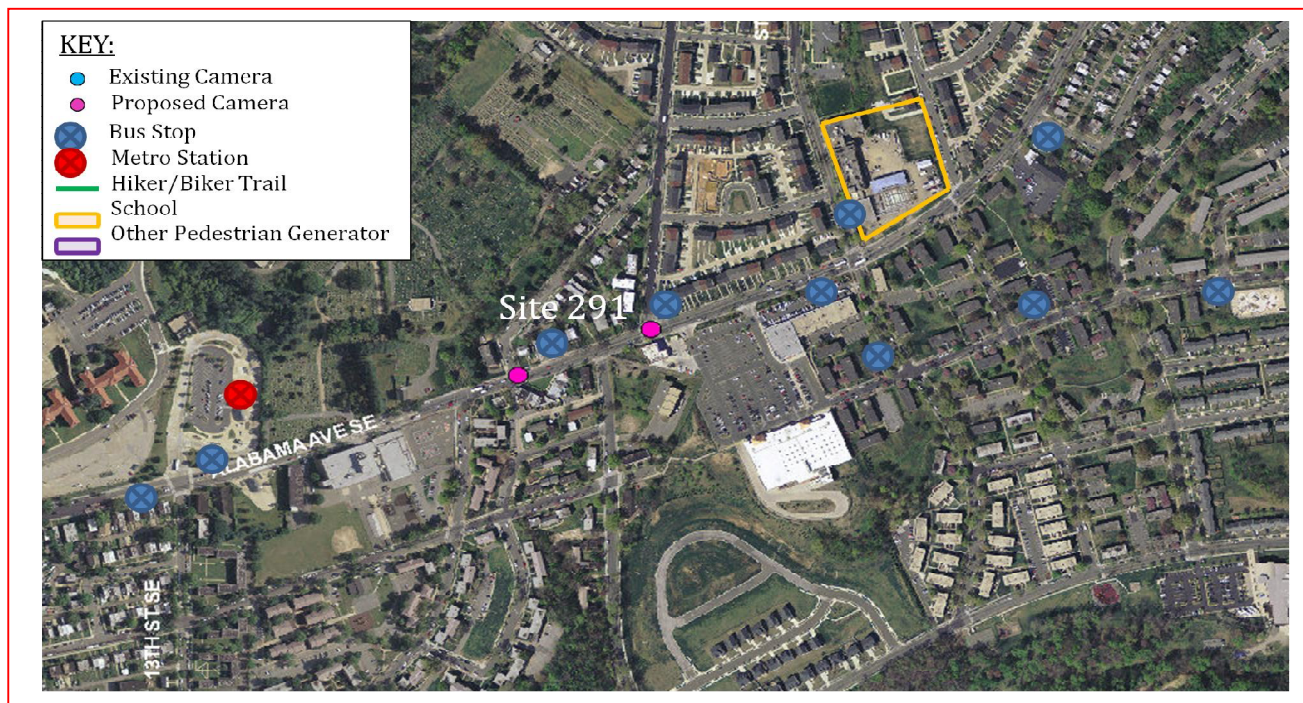 KEY:
Existing Camera
Proposed Camera
Bus Stop
Metro Station
Hiker/Biker Trail
School
Other Pedestrian Generator
Site 291
ALABAMA AVE SE
13TH ST SE